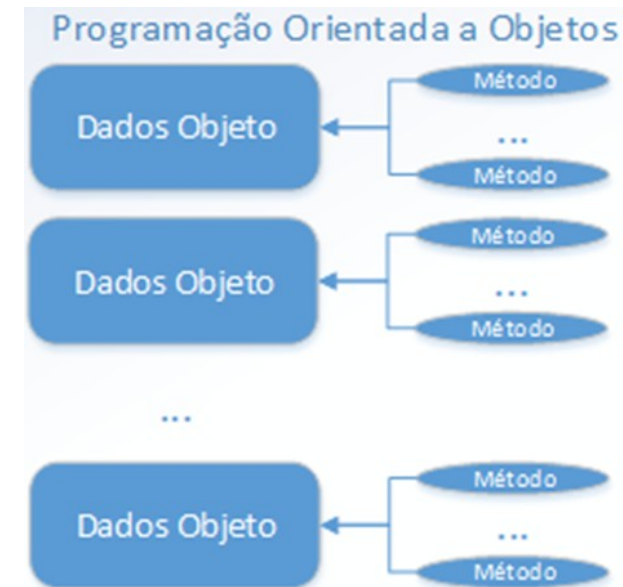 Programação Orientada a Objetos
Método
Dados Objeto
...
Método
Método
Dados Objeto
...
Método
...
Método
Dados Objeto
...
Método